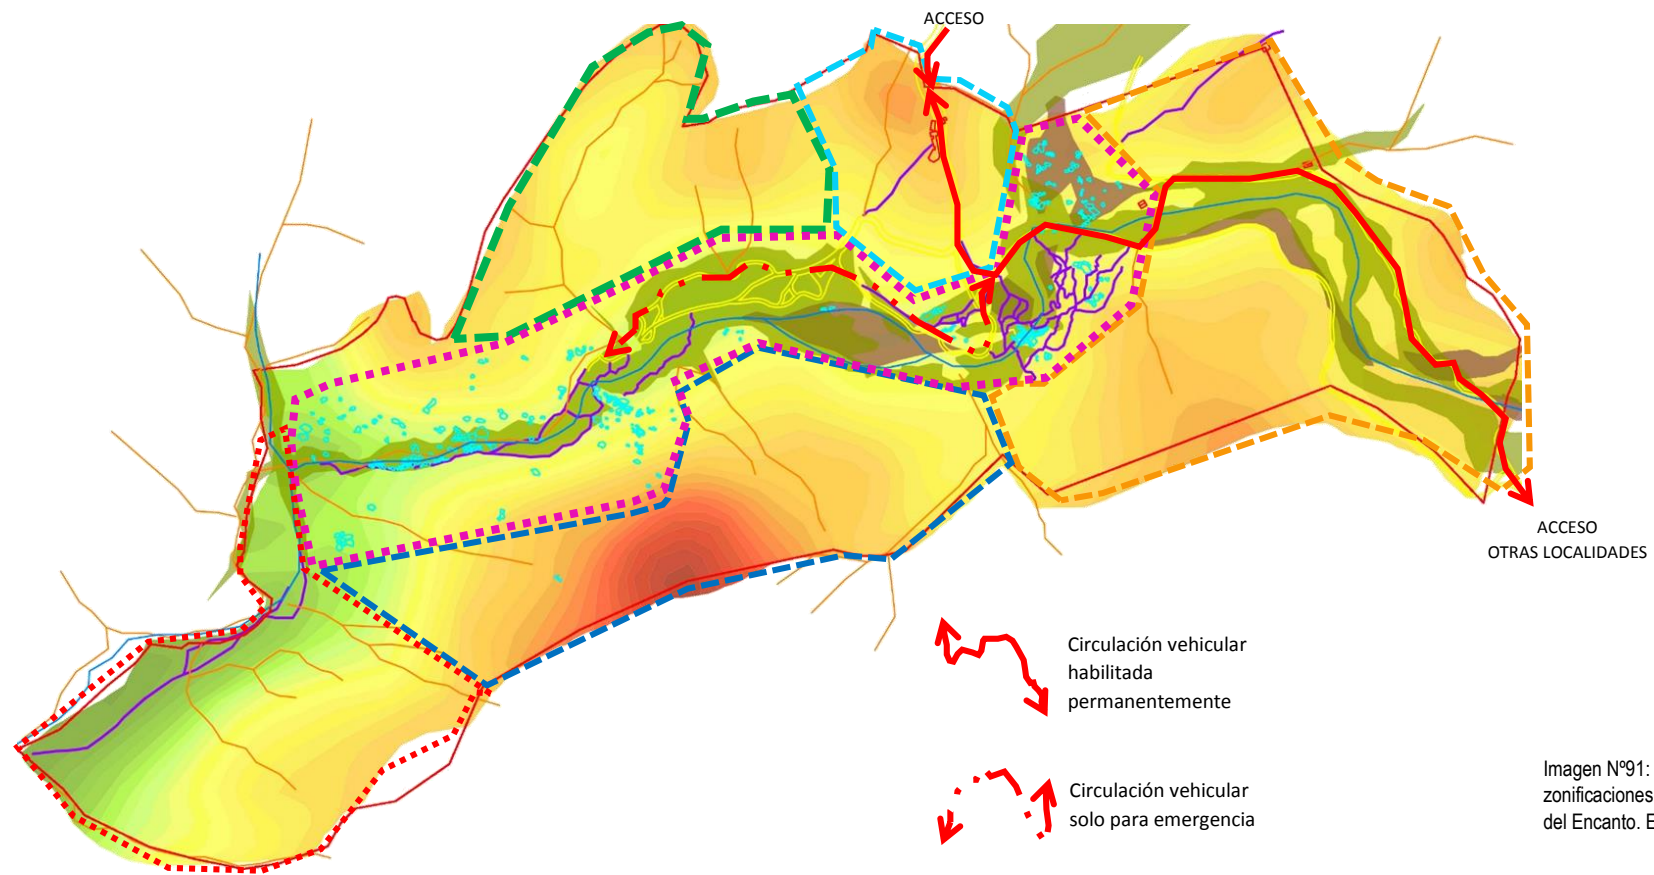 ACCESO
ACCESO
OTRAS LOCALIDADES
Circulación vehicular
habilitada
permanentemente
Circulación vehicular
solo para emergencia
Imagen Nº91:
zonificaciones
del Encanto. E